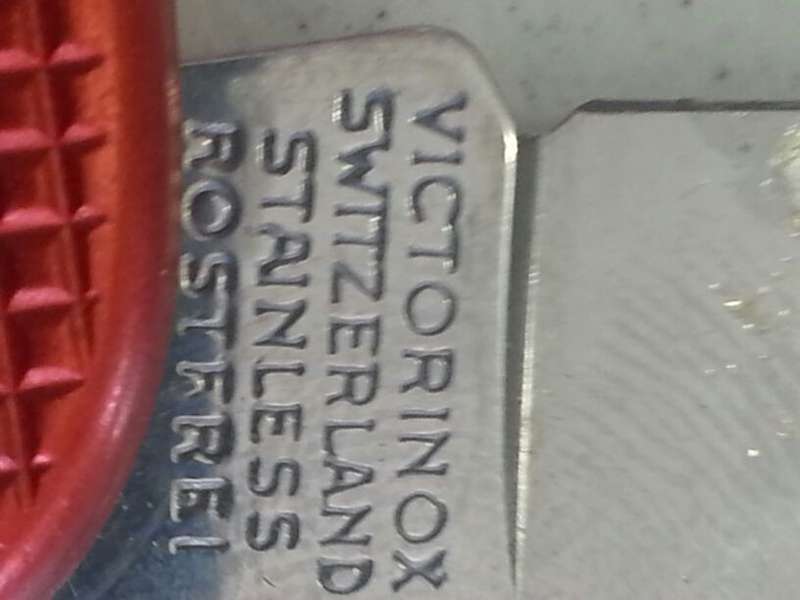 VICTORINOX
SWITZERLAND
STAINLESS
ROSTFREI